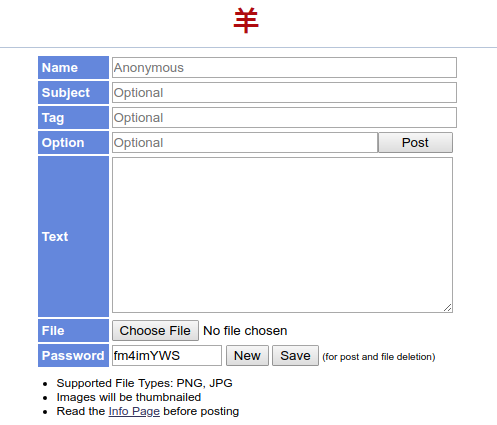 羊
Name Anonymous
Subject Optional
Tag Optional
Option Optional Post
Text
File Choose File No file chosen
Password fm4imYWS New Save (for post and file deletion)
Supported File Types: PNG, JPG
Images will be thumbnailed
Read the Info Page before posting